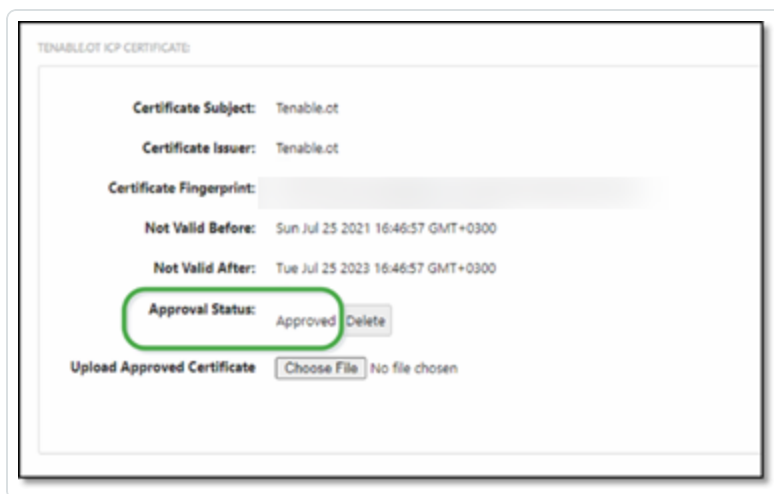 TENABLE.OT ICP CERTIFICATE:
Certificate Subject: Tenable.ot
Certificate Issuer: Tenable.ot
Certificate Fingerprint:
Not Valid Before: Sun Jul 25 2021 16:46:57 GMT+0300
Not Valid After: Tue Jul 25 2023 16:46:57 GMT+0300
Approval Status: Approved Delete
Upload Approved Certificate Choose File No file chosen